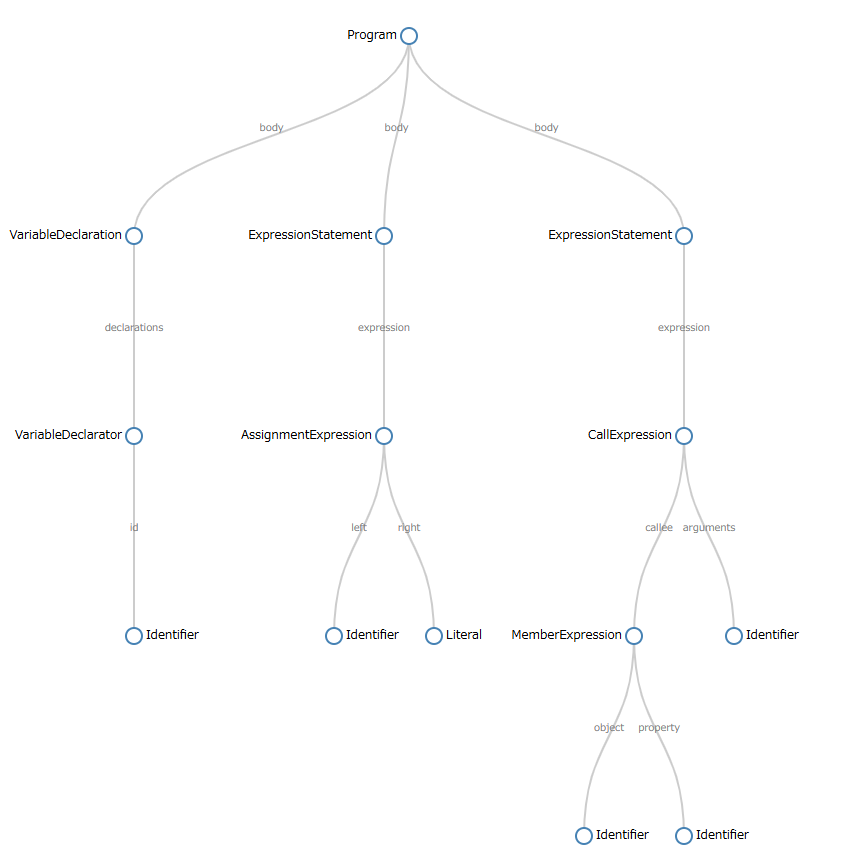 Program
body
body
body
VariableDeclaration
ExpressionStatement
ExpressionStatement
declarations
expression
expression
VariableDeclarator
AssignmentExpression
CallExpression
id
left
right
callee
arguments
Identifier
Identifier
Literal
MemberExpression
Identifier
object
property
Identifier
Identifier